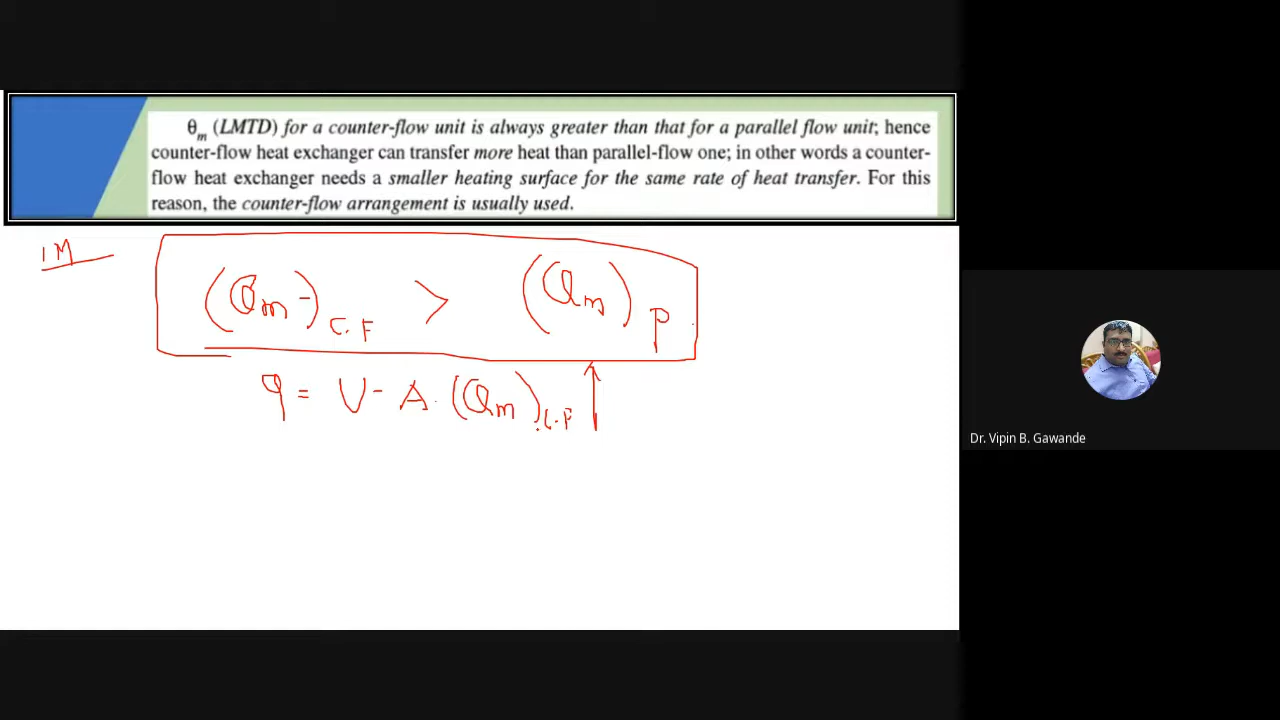 θm (LMTD) for a counter-flow unit is always greater than that for a parallel flow unit; hence
counter-flow heat exchanger can transfer more heat than parallel-flow one; in other words a counter-
flow heat exchanger needs a smaller heating surface for the same rate of heat transfer. For this
reason, the counter-flow arrangement is usually used.
1M
(θm)C.F > (θm)P
q = U - A . (θm)C.F ↑
Dr. Vipin B. Gawande